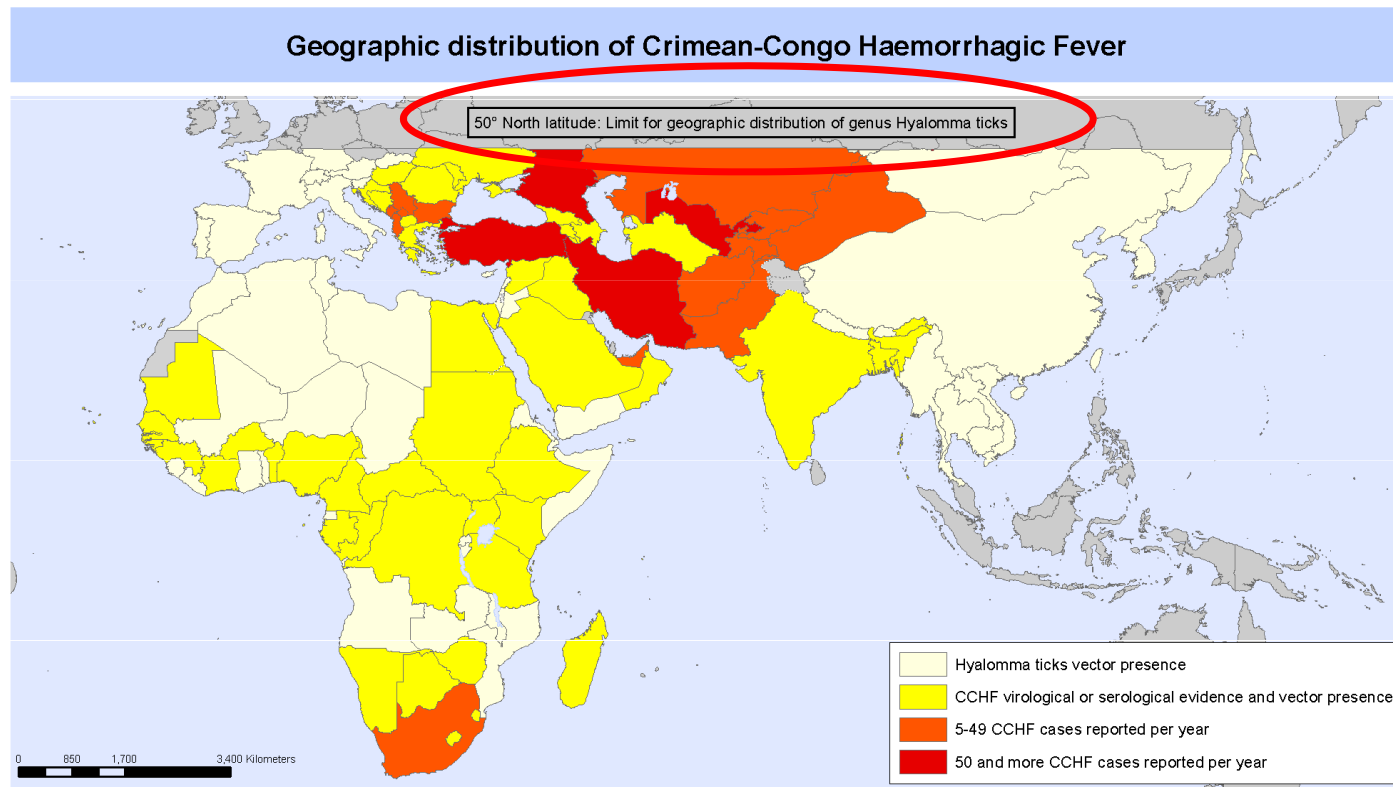 Geographic distribution of Crimean-Congo Haemorrhagic Fever
50° North latitude: Limit for geographic distribution of genus Hyalomma ticks
Hyalomma ticks vector presence
CCHF virological or serological evidence and vector presence
5-49 CCHF cases reported per year
50 and more CCHF cases reported per year
0 850 1,700 3,400 Kilometers